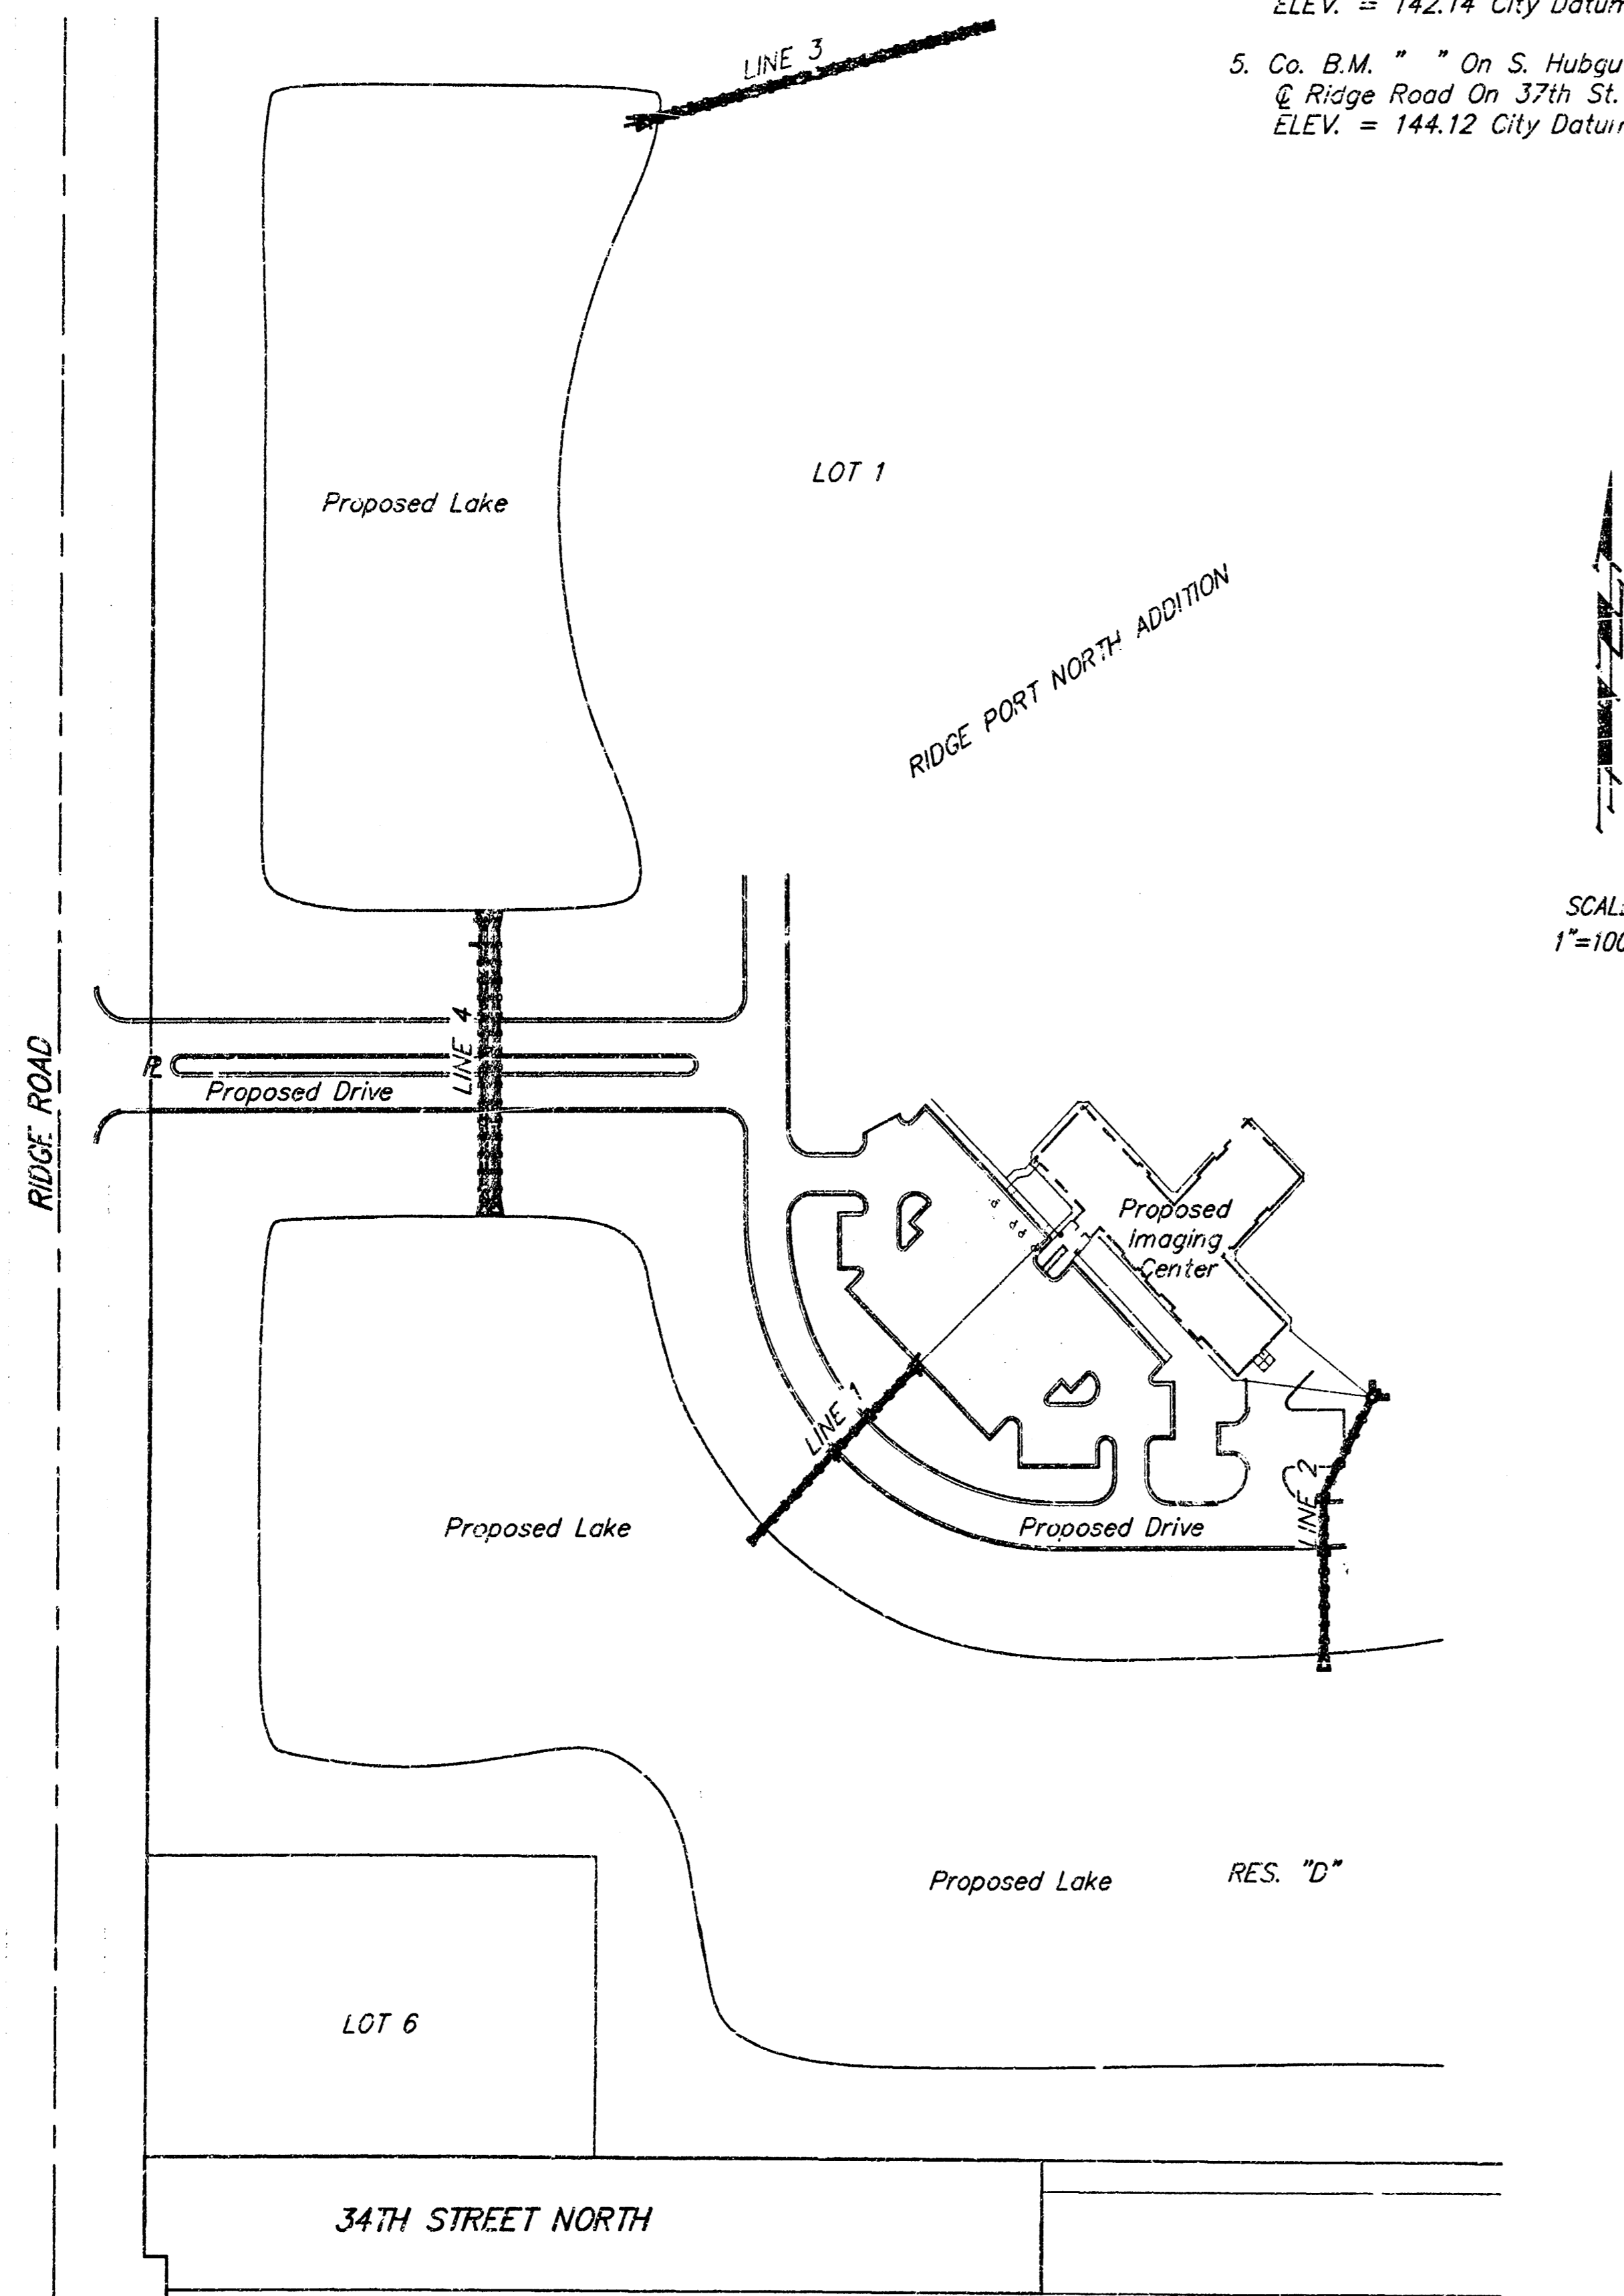 ELEV. = 142.14 City Datum
5. Co. B.M. " " On S. Hubgu
℄ Ridge Road On 37th St.
ELEV. = 144.12 City Datum
LINE 3
LOT 1
Proposed Lake
RIDGE PORT NORTH ADDITION
SCALE
1"=100
LINE 4
RIDGE ROAD
Proposed Drive
Proposed
Imaging
Center
LINE 1
LINE 2
Proposed Lake
Proposed Drive
Proposed Lake
RES. "D"
LOT 6
34TH STREET NORTH